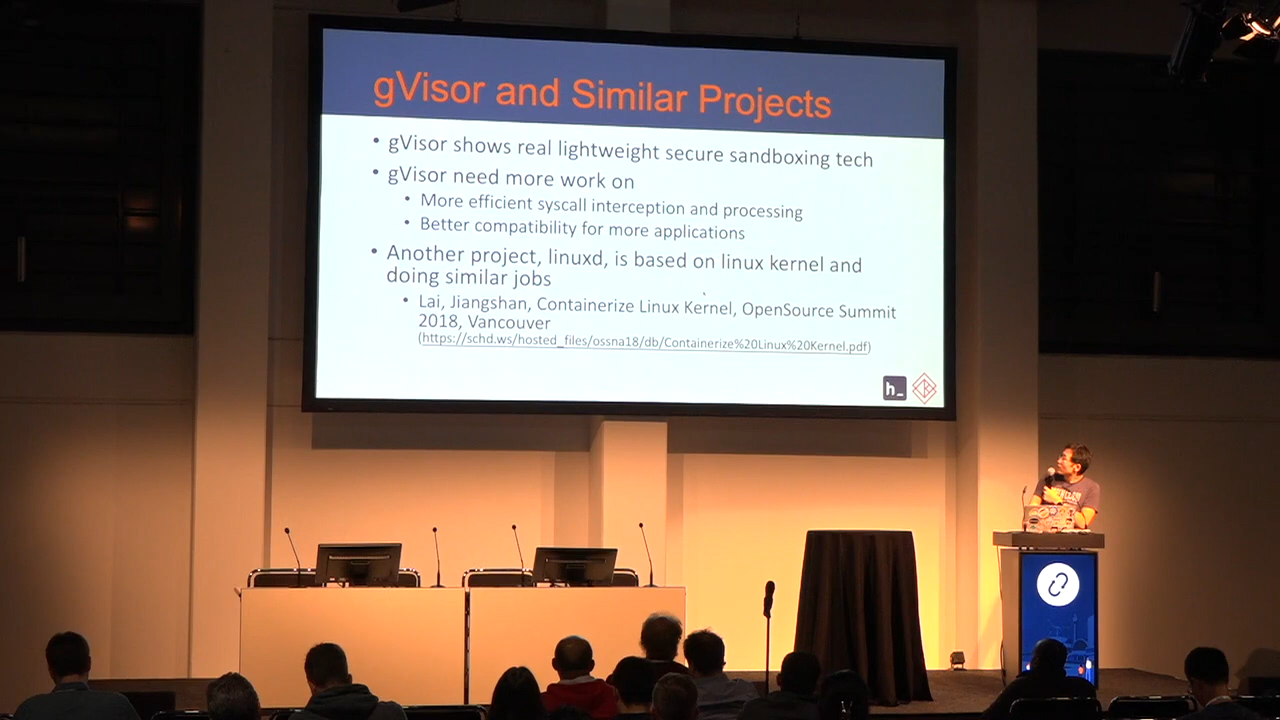 gVisor and Similar Projects
• gVisor shows real lightweight secure sandboxing tech
• gVisor need more work on
• More efficient syscall interception and processing
• Better compatibility for more applications
• Another project, linuxd, is based on linux kernel and
doing similar jobs
• Lai, Jiangshan, Containerize Linux Kernel, OpenSource Summit
2018, Vancouver
(https://schd.ws/hosted_files/ossna18/db/Containerize%20Linux%20Kernel.pdf)
h_